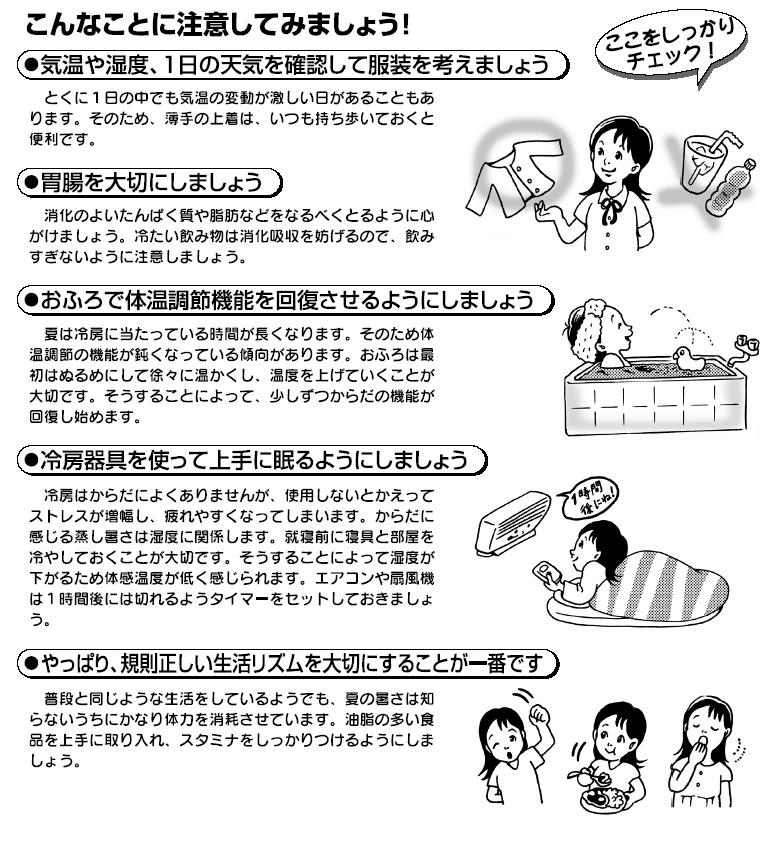 こんなことに注意してみましょう!
ここをしっかり
チェック!
●気温や湿度、1日の天気を確認して服装を考えましょう
とくに1日の中でも気温の変動が激しい日があることもあ
ります。そのため、薄手の上着は、いつも持ち歩いておくと
便利です。
●胃腸を大切にしましょう
消化のよいたんぱく質や脂肪などをなるべくとるように心
がけましょう。冷たい飲み物は消化吸収を妨げるので、飲み
すぎないように注意しましょう。
●おふろで体温調節機能を回復させるようにしましょう
夏は冷房に当たっている時間が長くなります。そのため体
温調節の機能が鈍くなっている傾向があります。おふろは最
初はぬるめにして徐々に温かくし、温度を上げていくことが
大切です。そうすることによって、少しずつからだの機能が
回復し始めます。
●冷房器具を使って上手に眠るようにしましょう
冷房はからだによくありませんが、使用しないとかえって
ストレスが増幅し、疲れやすくなってしまいます。からだに
感じる蒸し暑さは湿度に関係します。就寝前に寝具と部屋を
冷やしておくことが大切です。そうすることによって湿度が
下がるため体感温度が低く感じられます。エアコンや扇風機
は1時間後には切れるようタイマーをセットしておきましょ
う。
1時間
後にね!
●やっぱり、規則正しい生活リズムを大切にすることが一番です
普段と同じような生活をしているようでも、夏の暑さは知
らないうちにかなり体力を消耗させています。油脂の多い食
品を上手に取り入れ、スタミナをしっかりつけるようにしま
しょう。